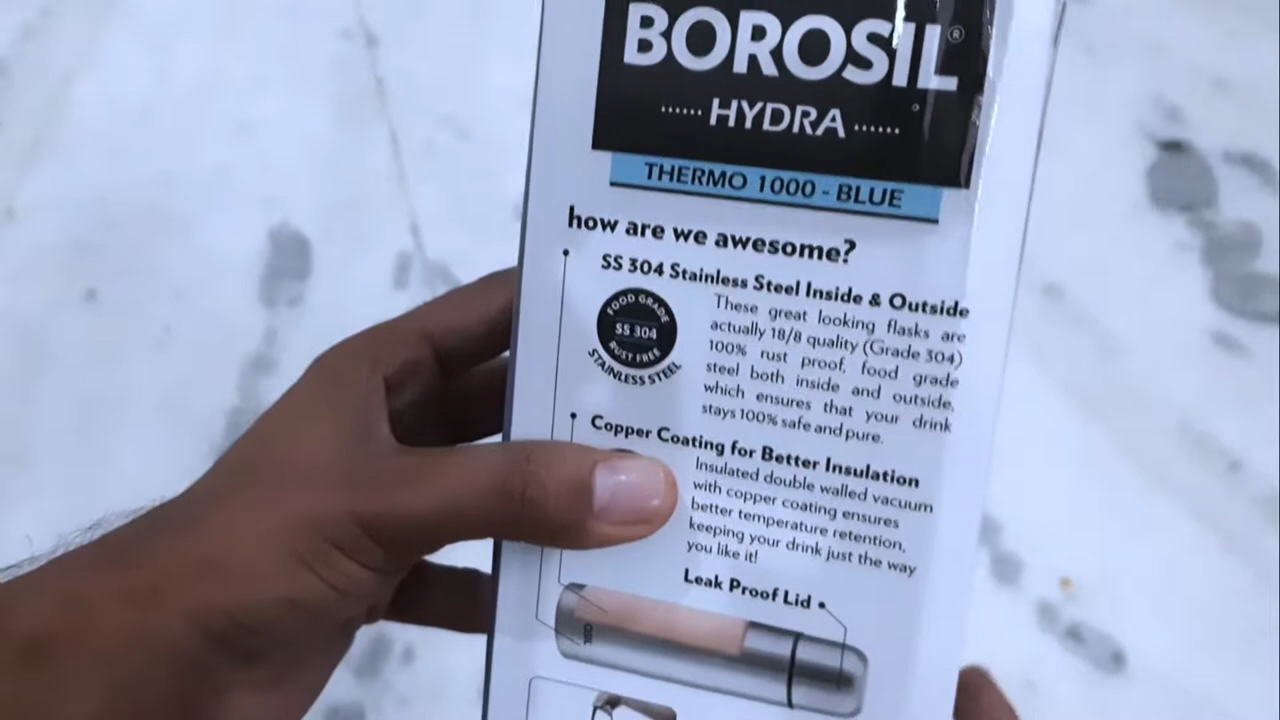 BOROSIL®
...... HYDRA ......
THERMO 1000 - BLUE
how are we awesome?
SS 304 Stainless Steel Inside & Outside
FOOD GRADE
SS 304
RUST FREE
STAINLESS STEEL
These great looking flasks are
actually 18/8 quality (Grade 304)
100% rust proof, food grade
steel both inside and outside,
which ensures that your drink
stays 100% safe and pure.
Copper Coating for Better Insulation
Insulated double walled vacuum
with copper coating ensures
better temperature retention,
keeping your drink just the way
you like it!
Leak Proof Lid